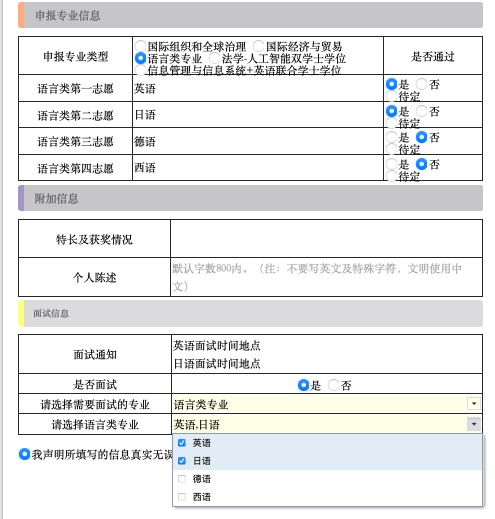 申报专业信息
申报专业类型
国际组织和全球治理 国际经济与贸易
语言类专业 法学-人工智能双学士学位
信息管理与信息系统+英语联合学士学位
是否通过
语言类第一志愿 英语 是 否
待定
语言类第二志愿 日语 是 否
待定
语言类第三志愿 德语 是 否
待定
语言类第四志愿 西语 是 否
待定
附加信息
特长及获奖情况
个人陈述
默认字数800内。（注：不要写英文及特殊字符、文明使用中
文）
面试信息
面试通知
英语面试时间地点
日语面试时间地点
是否面试 是 否
请选择需要面试的专业 语言类专业
请选择语言类专业 英语,日语
我声明所填写的信息真实无误
英语
日语
德语
西语